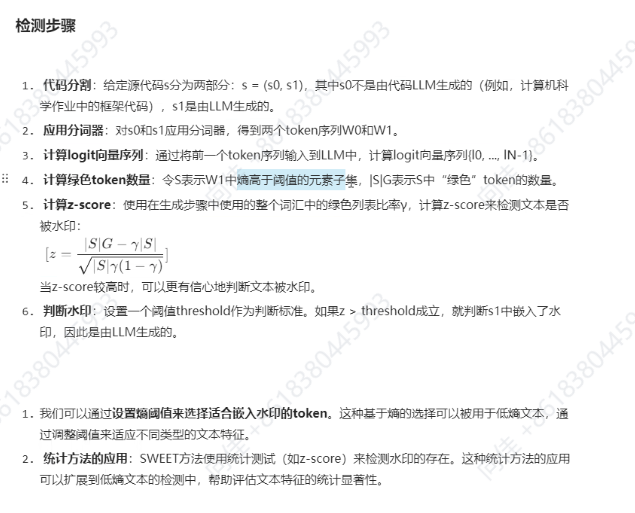 检测步骤
1. 代码分割：给定源代码s分为两部分：s = (s0, s1)，其中s0不是由代码LLM生成的（例如，计算机科
学作业中的框架代码），s1是由LLM生成的。
2. 应用分词器：对s0和s1应用分词器，得到两个token序列W0和W1。
3. 计算logit向量序列：通过将前一个token序列输入到LLM中，计算logit向量序列(l0, ..., lN-1)。
4. 计算绿色token数量：令S表示W1中熵高于阈值的元素子集，|S|G表示S中“绿色”token的数量。
5. 计算z-score：使用在生成步骤中使用的整个词汇中的绿色列表比率γ，计算z-score来检测文本是否
被水印：
[z = \frac{|S|G − γ|S|}{\sqrt{|S|γ(1 − γ)}}]
当z-score较高时，可以更有信心地判断文本被水印。
6. 判断水印：设置一个阈值threshold作为判断标准。如果z > threshold成立，就判断s1中嵌入了水
印，因此是由LLM生成的。
1. 我们可以通过设置熵阈值来选择适合嵌入水印的token。这种基于熵的选择可以被用于低熵文本，通
过调整阈值来适应不同类型的文本特征。
2. 统计方法的应用：SWEET方法使用统计测试（如z-score）来检测水印的存在。这种统计方法的应用
可以扩展到低熵文本的检测中，帮助评估文本特征的统计显著性。
+8618380445993